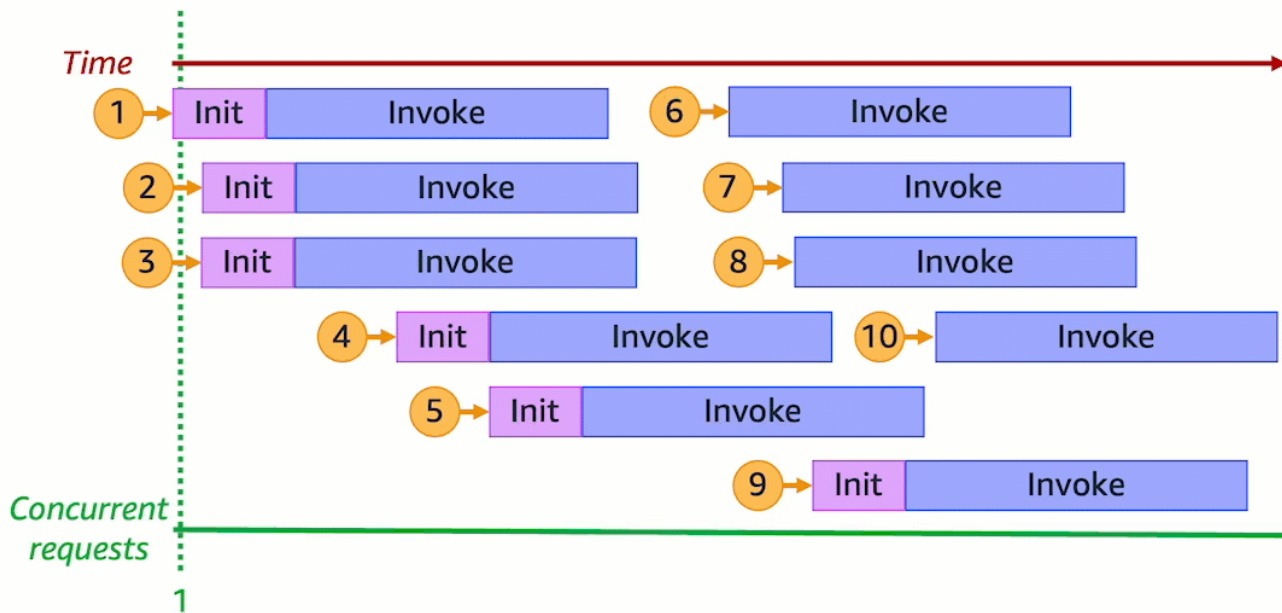 Time
1 Init Invoke 6 Invoke
2 Init Invoke 7 Invoke
3 Init Invoke 8 Invoke
4 Init Invoke 10 Invoke
5 Init Invoke
9 Init Invoke
Concurrent
requests
1